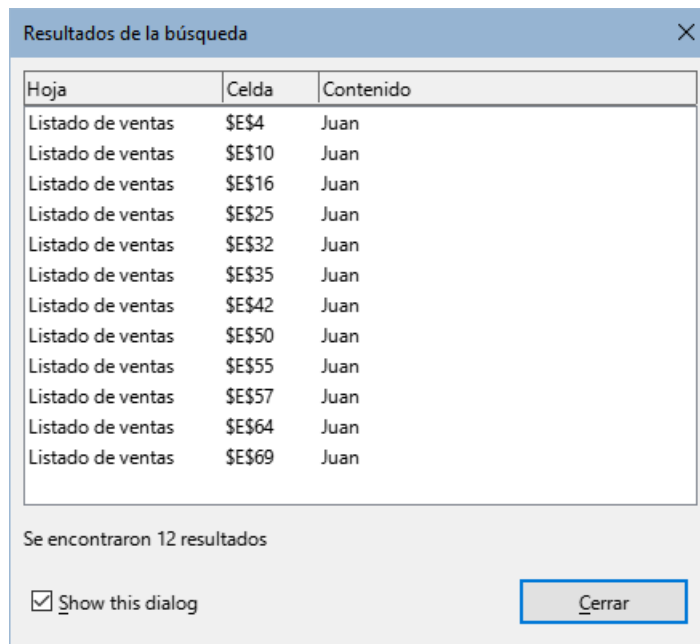 Resultados de la búsqueda
Hoja Celda Contenido
Listado de ventas $E$4 Juan
Listado de ventas $E$10 Juan
Listado de ventas $E$16 Juan
Listado de ventas $E$25 Juan
Listado de ventas $E$32 Juan
Listado de ventas $E$35 Juan
Listado de ventas $E$42 Juan
Listado de ventas $E$50 Juan
Listado de ventas $E$55 Juan
Listado de ventas $E$57 Juan
Listado de ventas $E$64 Juan
Listado de ventas $E$69 Juan
Se encontraron 12 resultados
Show this dialog Cerrar